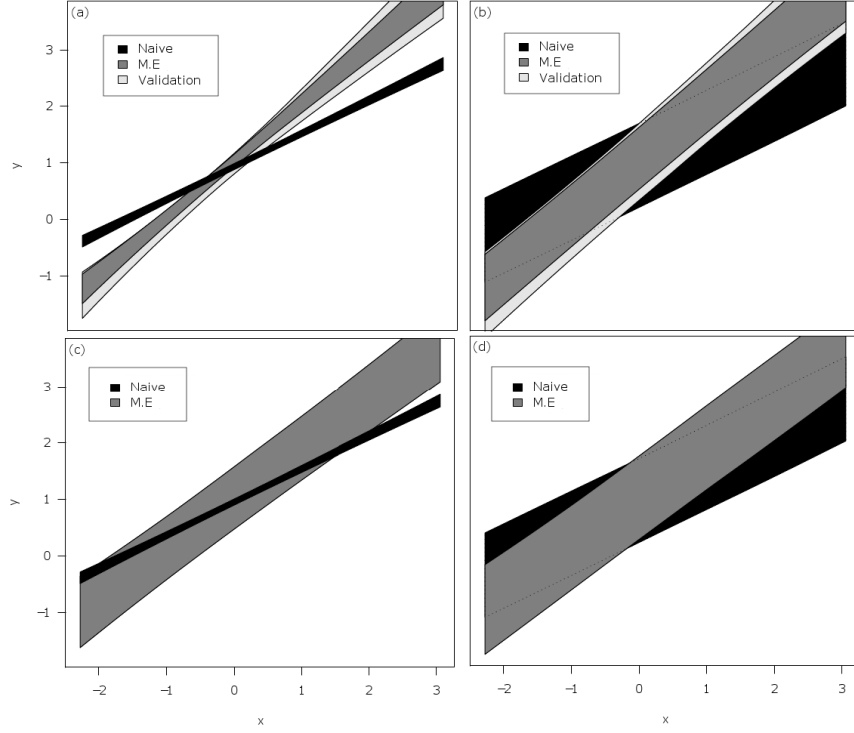 (a)
Naive
M.E
Validation
3
2
1
0
−1
y
(b)
Naive
M.E
Validation
(c)
Naive
M.E
3
2
1
0
−1
y
−2 −1 0 1 2 3
x
(d)
Naive
M.E
−2 −1 0 1 2 3
x